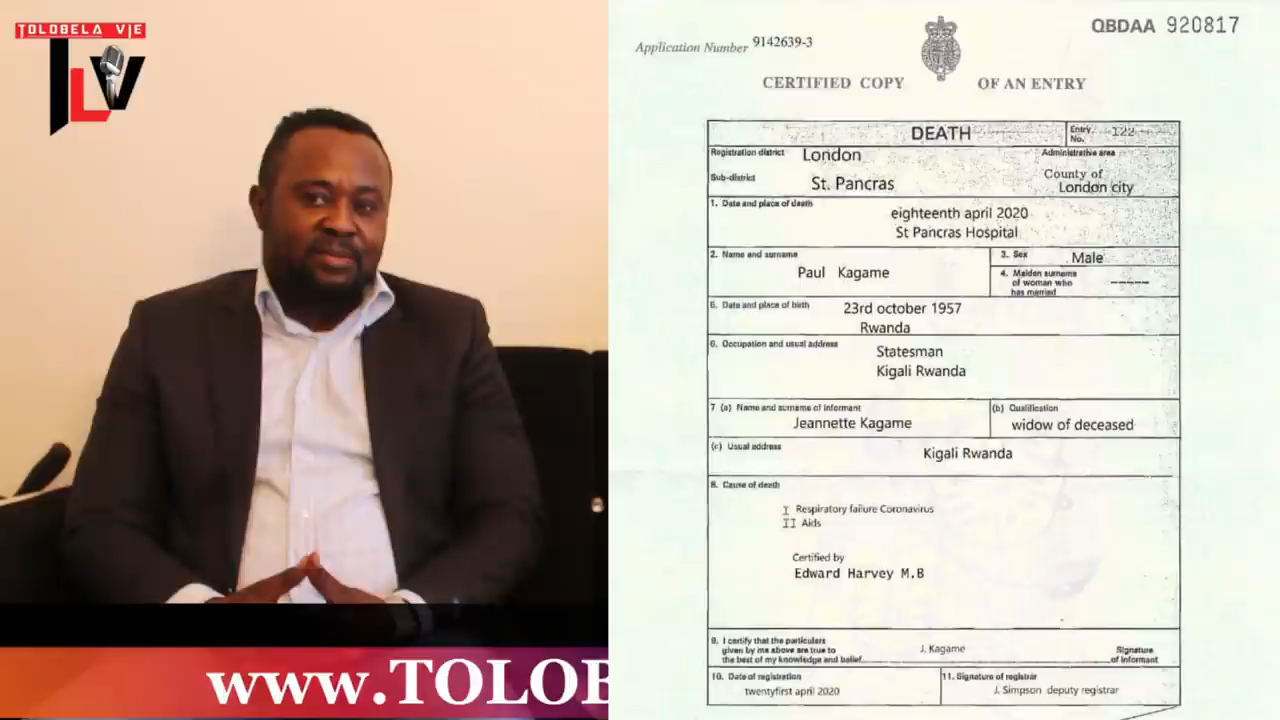 TOLOBELA VIE
TLV
www.TOLOB
Application Number 9142639-3
QBDAA 920817
CERTIFIED COPY OF AN ENTRY
DEATH
Entry No. 122
Registration district London
Administrative area
Sub-district St. Pancras
County of
London city
1. Date and place of death
eighteenth april 2020
St Pancras Hospital
2. Name and surname
Paul Kagame
3. Sex Male
4. Maiden surname
of woman who
has married
6. Date and place of birth
23rd october 1957
Rwanda
6. Occupation and usual address
Statesman
Kigali Rwanda
7 (a) Name and surname of informant
Jeannette Kagame
(b) Qualification
widow of deceased
(c) Usual address
Kigali Rwanda
8. Cause of death
I Respiratory failure Coronavirus
II Aids
Certified by
Edward Harvey M.B
9. I certify that the particulars
given by me above are true to
the best of my knowledge and belief
J. Kagame
Signature
of informant
10. Date of registration
twentyfirst april 2020
11. Signature of registrar
J. Simpson deputy registrar